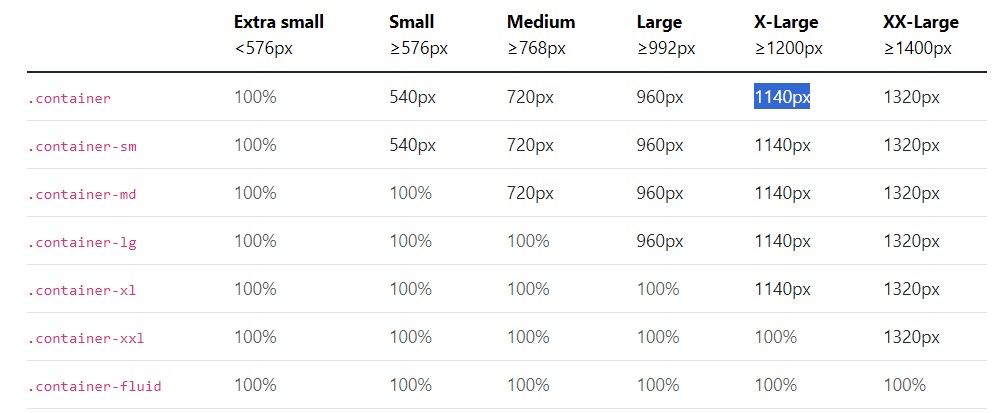 Extra small Small Medium Large X-Large XX-Large
<576px ≥576px ≥768px ≥992px ≥1200px ≥1400px
.container 100% 540px 720px 960px 1140px 1320px
.container-sm 100% 540px 720px 960px 1140px 1320px
.container-md 100% 100% 720px 960px 1140px 1320px
.container-lg 100% 100% 100% 960px 1140px 1320px
.container-xl 100% 100% 100% 100% 1140px 1320px
.container-xxl 100% 100% 100% 100% 100% 1320px
.container-fluid 100% 100% 100% 100% 100% 100%